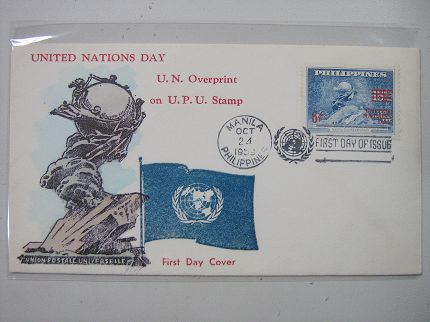 UNITED NATIONS DAY
U. N. Overprint
on U. P. U. Stamp
PHILIPPINES
MANILA
OCT
24
PHILIPPINES
FIRST DAY OF ISSUE
UNION POSTALE UNIVERSELLE
First Day Cover